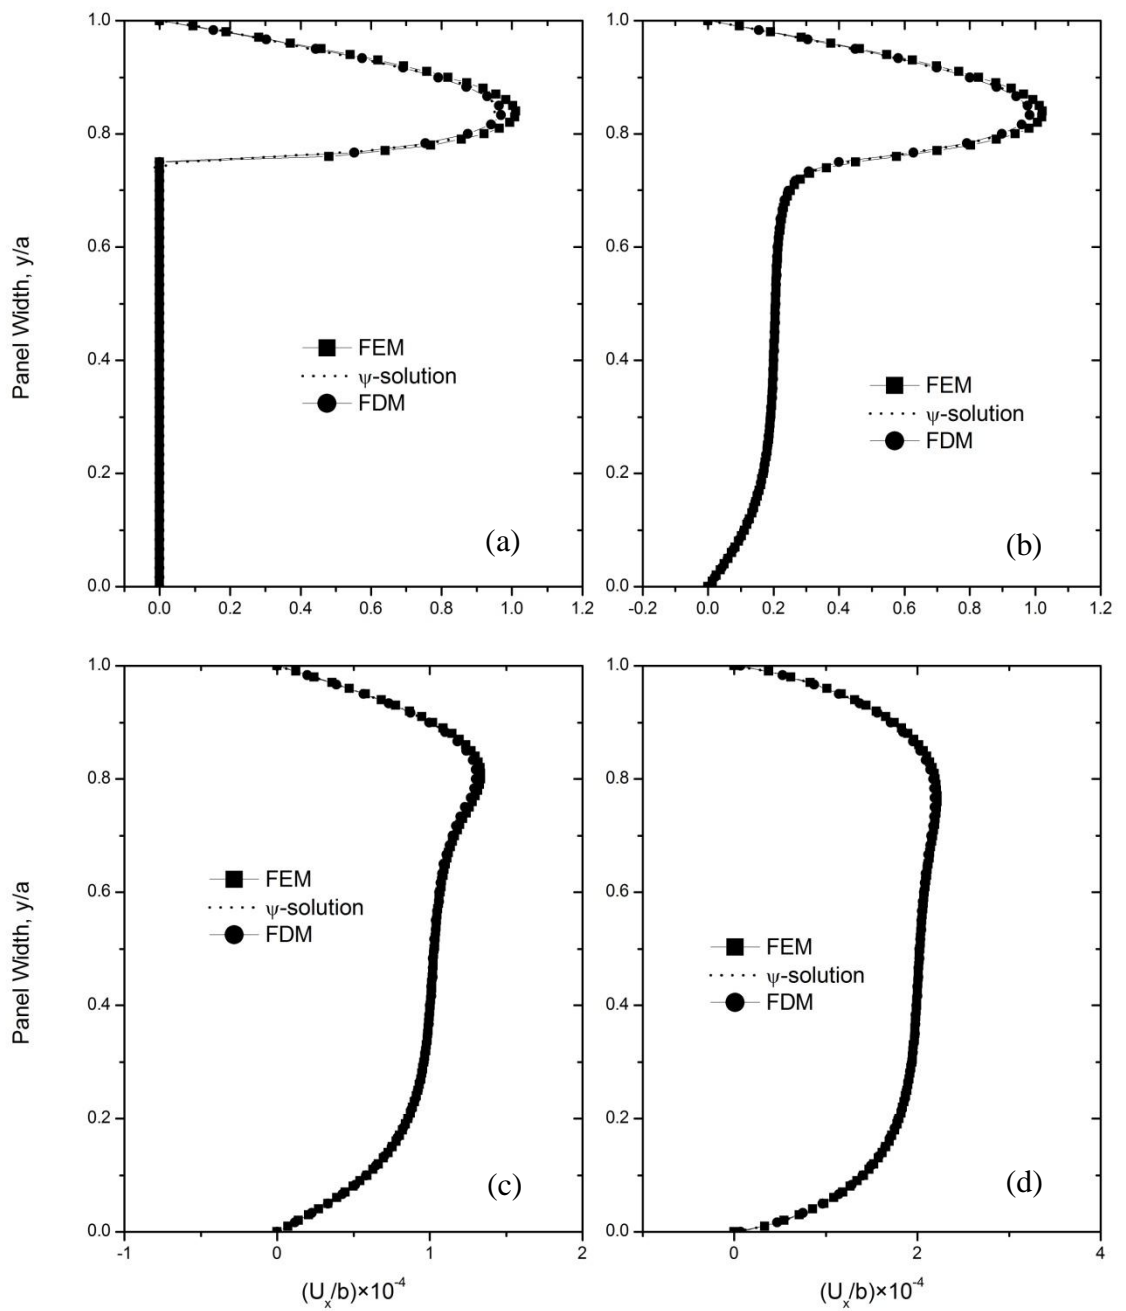 Panel Width, y/a
1.0
0.8
0.6
0.4
0.2
0.0
0.0 0.2 0.4 0.6 0.8 1.0 1.2
FEM
ψ-solution
FDM
(a)
1.0
0.8
0.6
0.4
0.2
0.0
-0.2 0.0 0.2 0.4 0.6 0.8 1.0 1.2
FEM
ψ-solution
FDM
(b)
Panel Width, y/a
1.0
0.8
0.6
0.4
0.2
0.0
-1 0 1 2
FEM
ψ-solution
FDM
(c)
(Uₓ/b)×10⁻⁴
1.0
0.8
0.6
0.4
0.2
0.0
0 2 4
FEM
ψ-solution
FDM
(d)
(Uₓ/b)×10⁻⁴